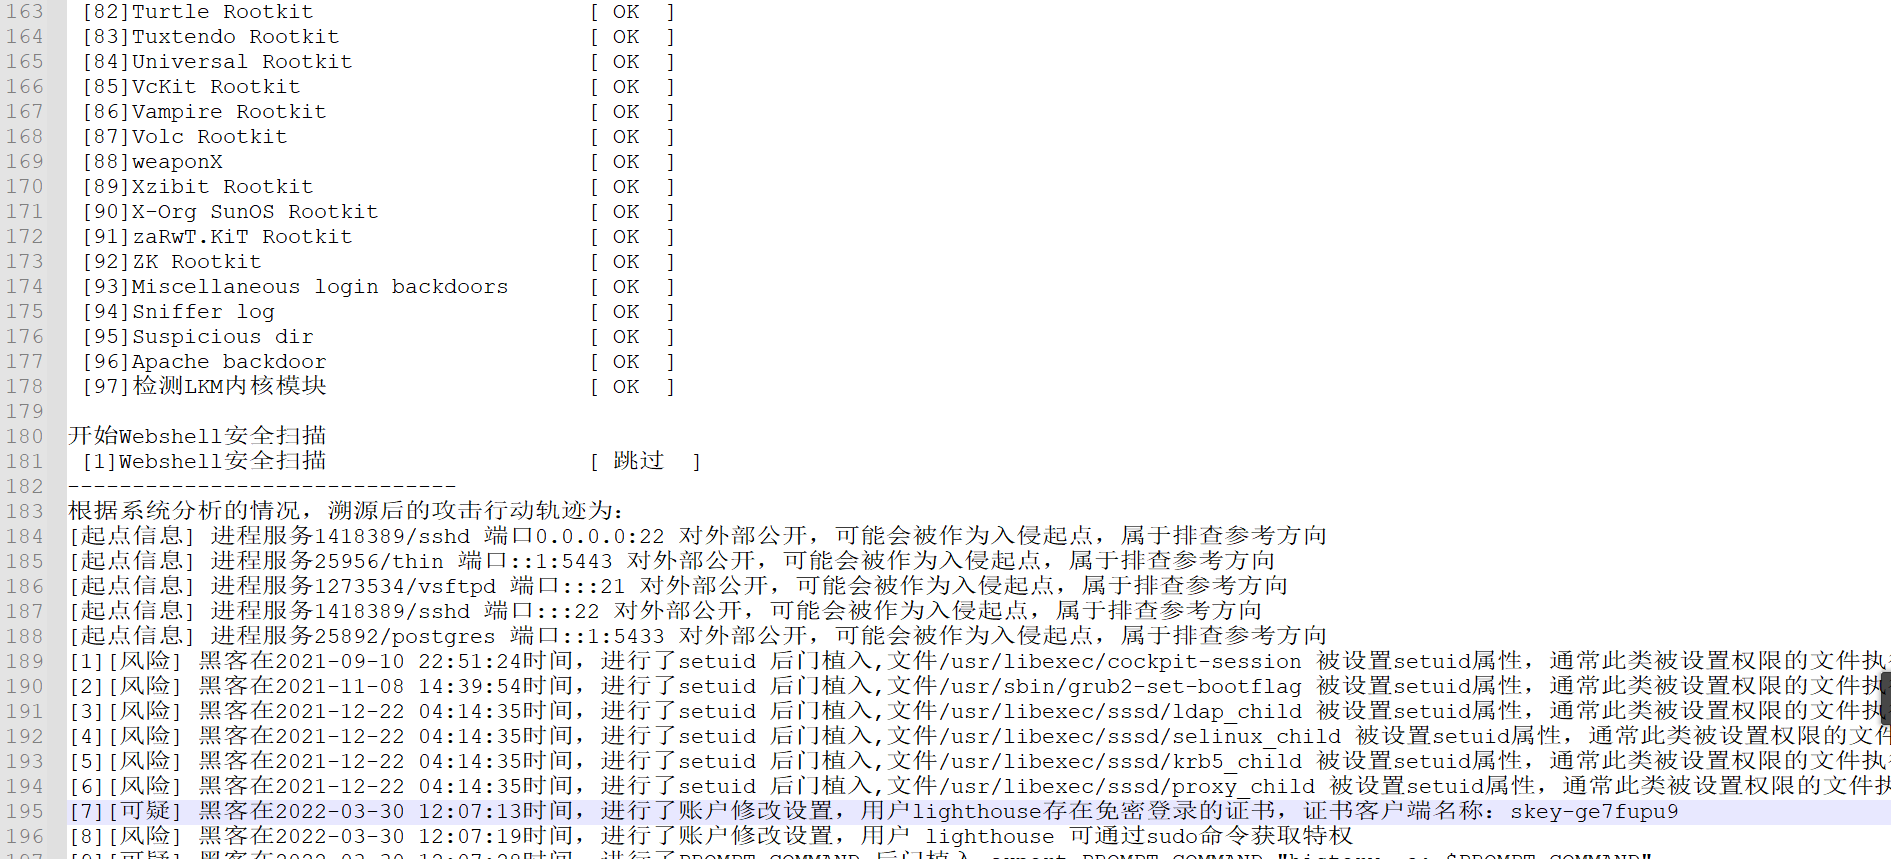 163 [82]Turtle Rootkit [ OK ]
164 [83]Tuxtendo Rootkit [ OK ]
165 [84]Universal Rootkit [ OK ]
166 [85]VcKit Rootkit [ OK ]
167 [86]Vampire Rootkit [ OK ]
168 [87]Volc Rootkit [ OK ]
169 [88]weaponX [ OK ]
170 [89]Xzibit Rootkit [ OK ]
171 [90]X-Org SunOS Rootkit [ OK ]
172 [91]zaRwT.KiT Rootkit [ OK ]
173 [92]ZK Rootkit [ OK ]
174 [93]Miscellaneous login backdoors [ OK ]
175 [94]Sniffer log [ OK ]
176 [95]Suspicious dir [ OK ]
177 [96]Apache backdoor [ OK ]
178 [97]检测LKM内核模块 [ OK ]
179
180 开始Webshell安全扫描
181 [1]Webshell安全扫描 [ 跳过 ]
182 ------------------------------
183 根据系统分析的情况，溯源后的攻击行动轨迹为：
184 [起点信息] 进程服务1418389/sshd 端口0.0.0.0:22 对外部公开，可能会被作为入侵起点，属于排查参考方向
185 [起点信息] 进程服务25956/thin 端口::1:5443 对外部公开，可能会被作为入侵起点，属于排查参考方向
186 [起点信息] 进程服务1273534/vsftpd 端口:::21 对外部公开，可能会被作为入侵起点，属于排查参考方向
187 [起点信息] 进程服务1418389/sshd 端口:::22 对外部公开，可能会被作为入侵起点，属于排查参考方向
188 [起点信息] 进程服务25892/postgres 端口::1:5433 对外部公开，可能会被作为入侵起点，属于排查参考方向
189 [1][风险] 黑客在2021-09-10 22:51:24时间，进行了setuid 后门植入,文件/usr/libexec/cockpit-session 被设置setuid属性，通常此类被设置权限的文件执
190 [2][风险] 黑客在2021-11-08 14:39:54时间，进行了setuid 后门植入,文件/usr/sbin/grub2-set-bootflag 被设置setuid属性，通常此类被设置权限的文件执
191 [3][风险] 黑客在2021-12-22 04:14:35时间，进行了setuid 后门植入,文件/usr/libexec/sssd/ldap_child 被设置setuid属性，通常此类被设置权限的文件执
192 [4][风险] 黑客在2021-12-22 04:14:35时间，进行了setuid 后门植入,文件/usr/libexec/sssd/selinux_child 被设置setuid属性，通常此类被设置权限的文件
193 [5][风险] 黑客在2021-12-22 04:14:35时间，进行了setuid 后门植入,文件/usr/libexec/sssd/krb5_child 被设置setuid属性，通常此类被设置权限的文件执
194 [6][风险] 黑客在2021-12-22 04:14:35时间，进行了setuid 后门植入,文件/usr/libexec/sssd/proxy_child 被设置setuid属性，通常此类被设置权限的文件执
195 [7][可疑] 黑客在2022-03-30 12:07:13时间，进行了账户修改设置，用户lighthouse存在免密登录的证书，证书客户端名称：skey-ge7fupu9
196 [8][风险] 黑客在2022-03-30 12:07:19时间，进行了账户修改设置，用户 lighthouse 可通过sudo命令获取特权
197 [9][可疑] 黑客在2022-03-30 12:07:28时间，进行了PROMPT_COMMAND 后门植入